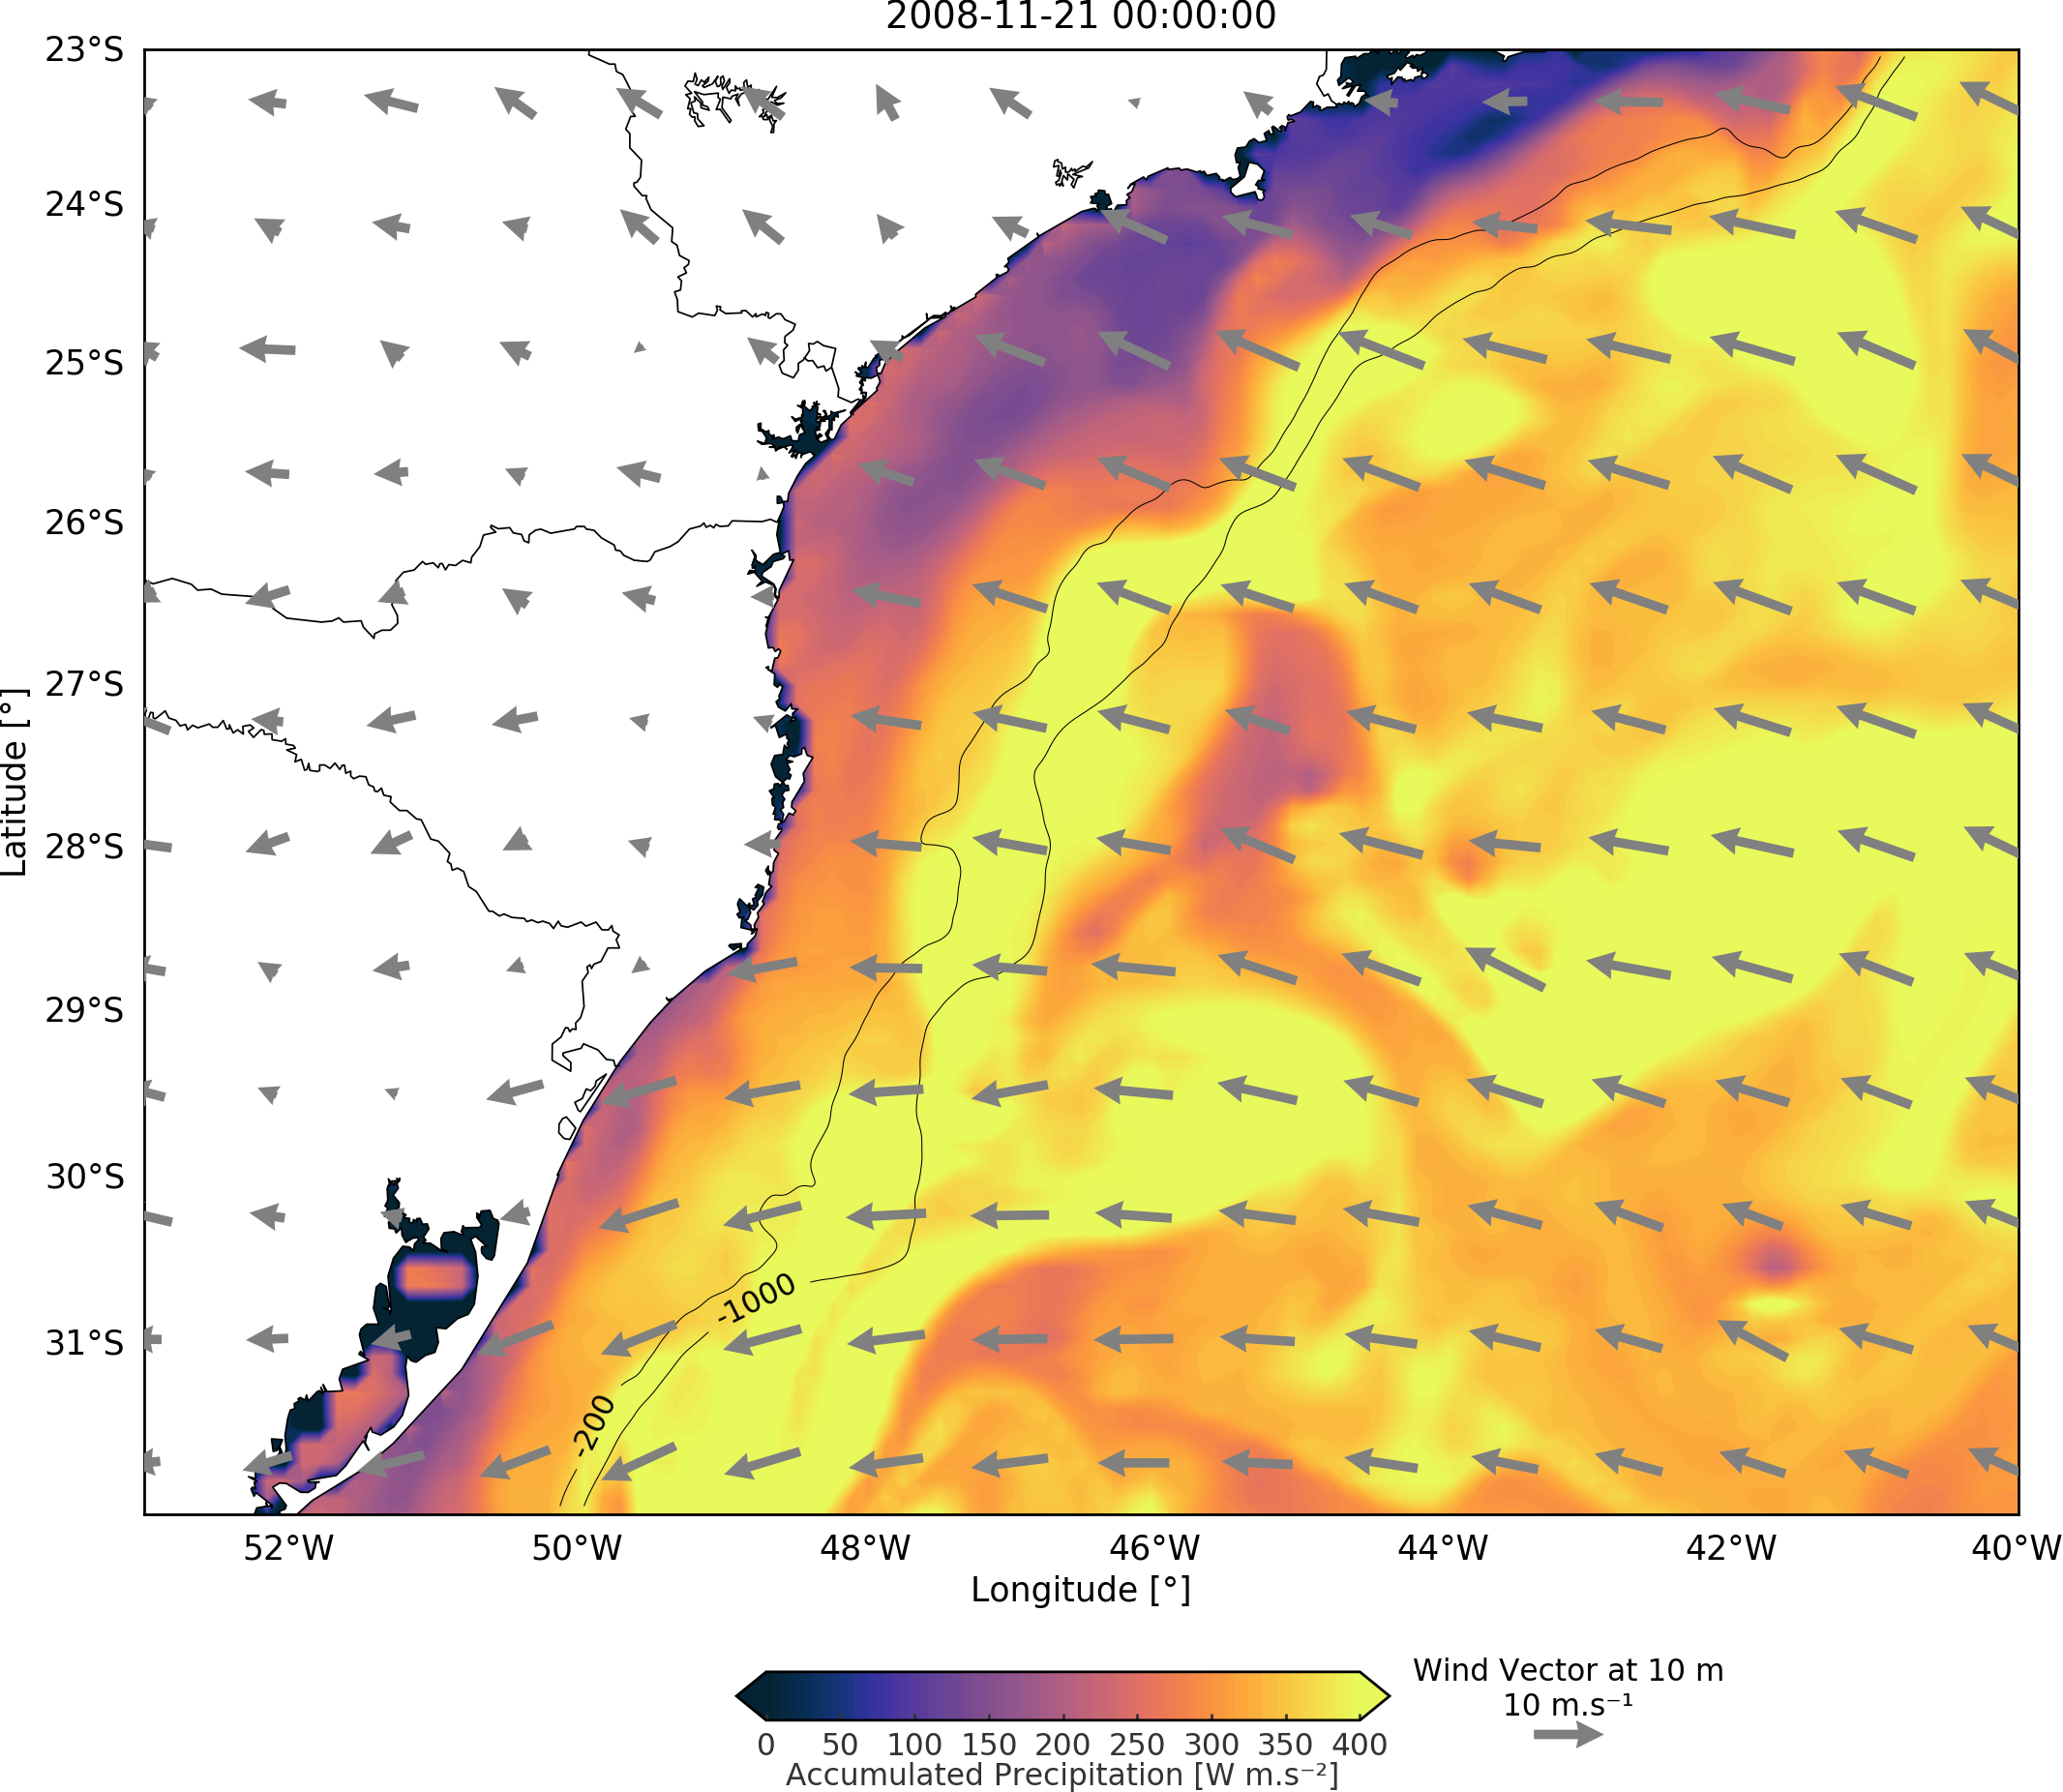 2008-11-21 00:00:00
23°S
24°S
25°S
26°S
27°S
28°S
29°S
30°S
31°S
Latitude [°]
-1000
-200
52°W 50°W 48°W 46°W 44°W 42°W 40°W
Longitude [°]
Wind Vector at 10 m
10 m.s⁻¹
0 50 100 150 200 250 300 350 400
Accumulated Precipitation [W m.s⁻²]